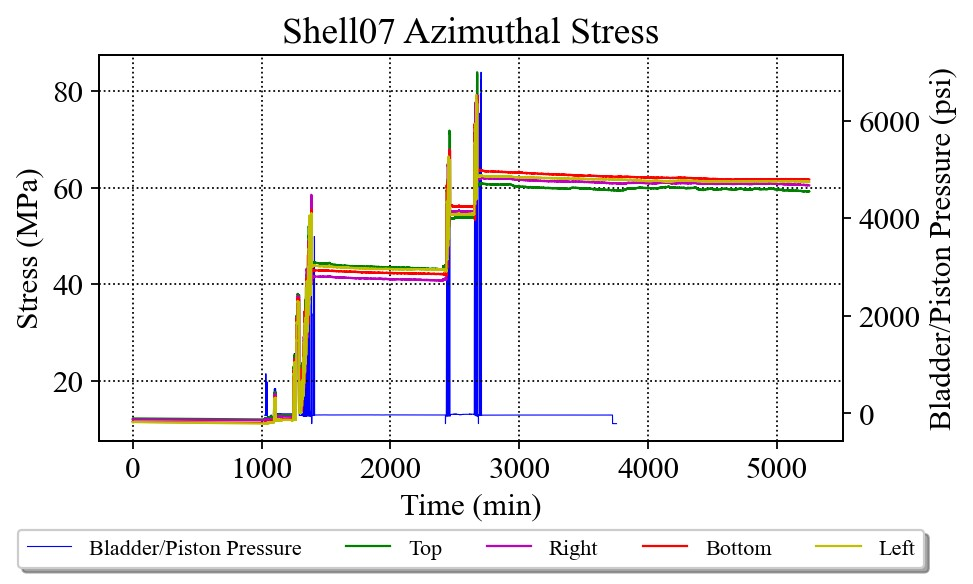 Shell07 Azimuthal Stress
80
60
40
20
Stress (MPa)
6000
4000
2000
0
Bladder/Piston Pressure (psi)
0 1000 2000 3000 4000 5000
Time (min)
Bladder/Piston Pressure Top Right Bottom Left